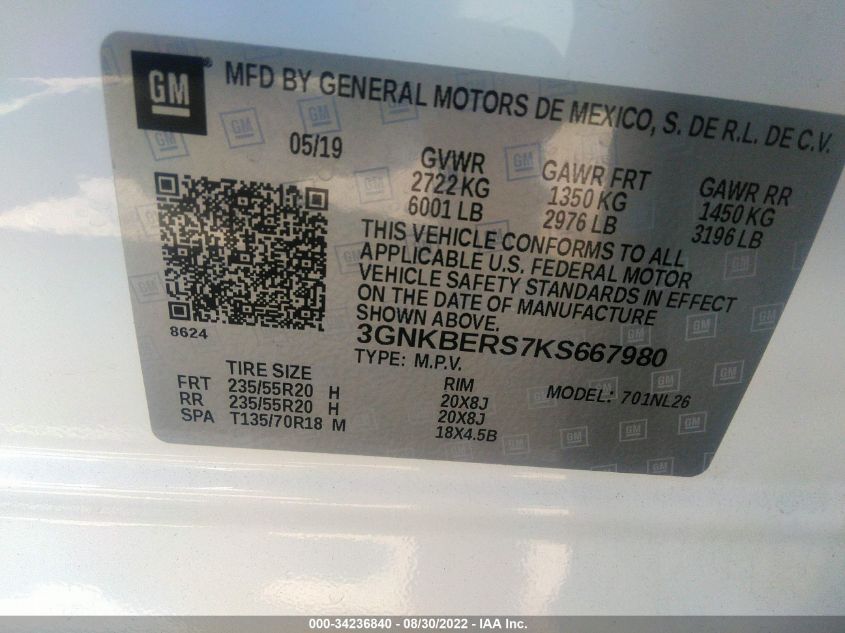 GM
MFD BY GENERAL MOTORS DE MEXICO, S. DE R.L. DE C.V.
05/19
GVWR
2722 KG
6001 LB
GAWR FRT
1350 KG
2976 LB
GAWR RR
1450 KG
3196 LB
THIS VEHICLE CONFORMS TO ALL
APPLICABLE U.S. FEDERAL MOTOR
VEHICLE SAFETY STANDARDS IN EFFECT
ON THE DATE OF MANUFACTURE
SHOWN ABOVE.
8624
3GNKBERS7KS667980
TYPE: M.P.V.
TIRE SIZE
FRT 235/55R20 H
RR 235/55R20 H
SPA T135/70R18 M
RIM
20X8J
20X8J
18X4.5B
MODEL: 701NL26
000-34236840 - 08/30/2022 - IAA Inc.